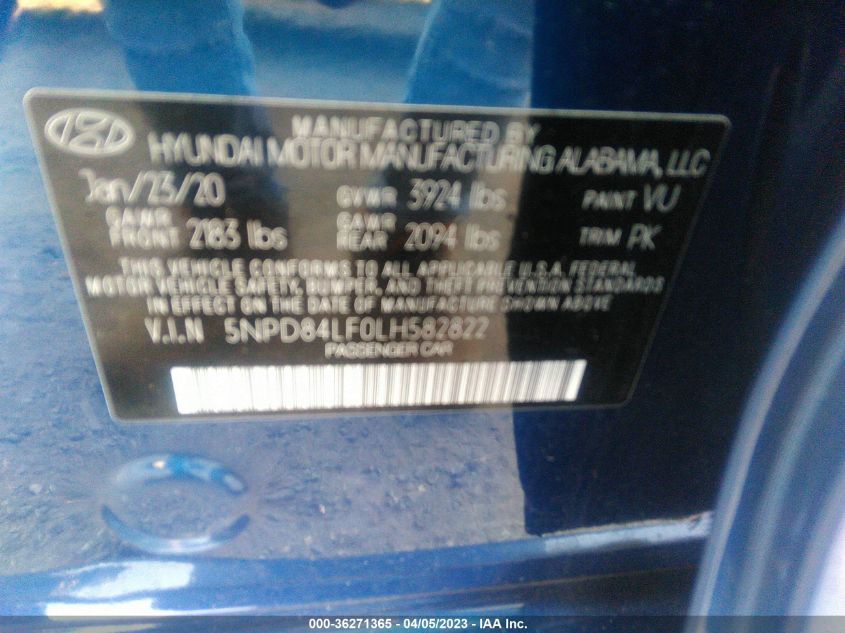 MANUFACTURED BY
HYUNDAI MOTOR MANUFACTURING ALABAMA, LLC
Jan/23/20 GVWR 3924 lbs PAINT VU
GAWR FRONT 2183 lbs GAWR REAR 2094 lbs TRIM PK
THIS VEHICLE CONFORMS TO ALL APPLICABLE U.S.A. FEDERAL
MOTOR VEHICLE SAFETY, BUMPER, AND THEFT PREVENTION STANDARDS
IN EFFECT ON THE DATE OF MANUFACTURE SHOWN ABOVE
V.I.N 5NPD84LF0LH582822
PASSENGER CAR
000-36271365 - 04/05/2023 - IAA Inc.